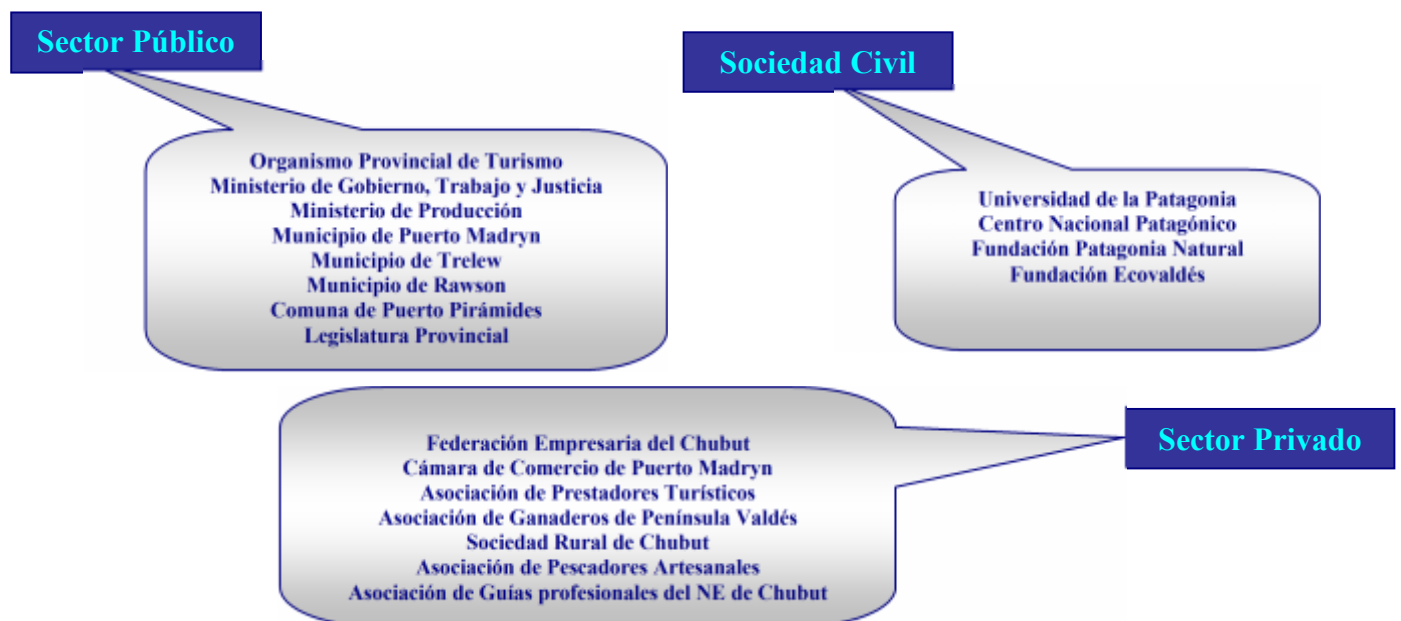 Sector Público
Organismo Provincial de Turismo
Ministerio de Gobierno, Trabajo y Justicia
Ministerio de Producción
Municipio de Puerto Madryn
Municipio de Trelew
Municipio de Rawson
Comuna de Puerto Pirámides
Legislatura Provincial
Sociedad Civil
Universidad de la Patagonia
Centro Nacional Patagónico
Fundación Patagonia Natural
Fundación Ecovaldés
Sector Privado
Federación Empresaria del Chubut
Cámara de Comercio de Puerto Madryn
Asociación de Prestadores Turísticos
Asociación de Ganaderos de Península Valdés
Sociedad Rural de Chubut
Asociación de Pescadores Artesanales
Asociación de Guías profesionales del NE de Chubut